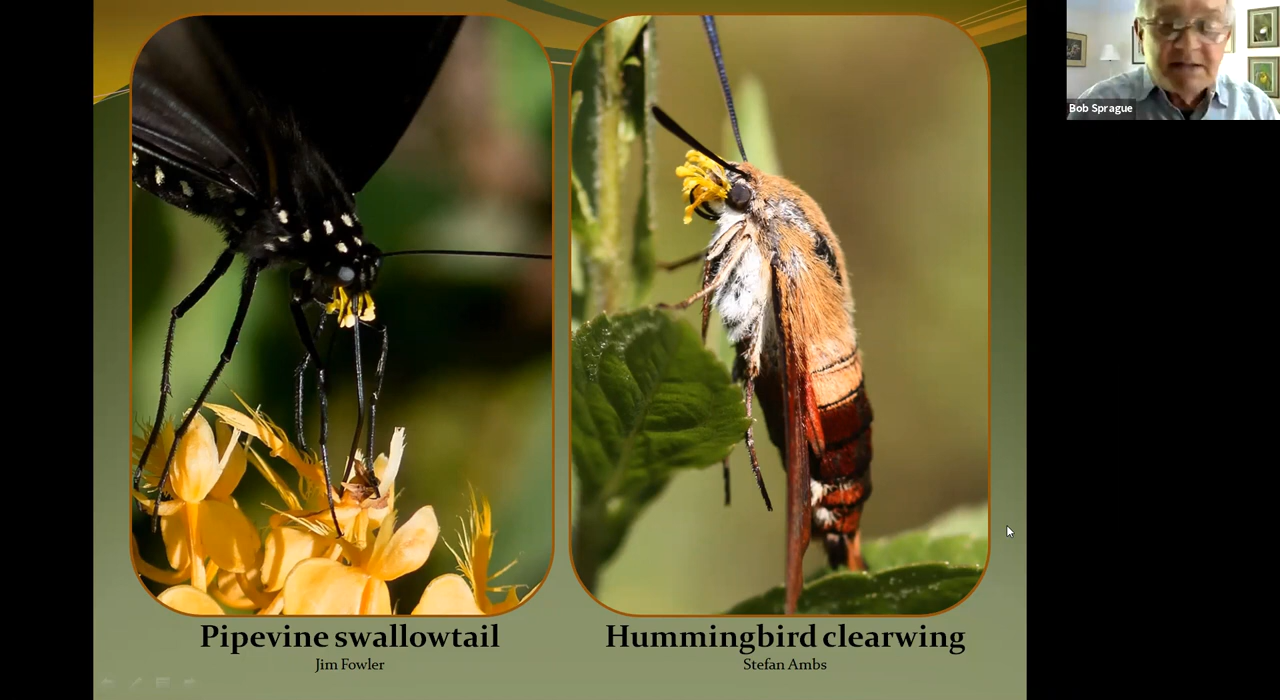 Bob Sprague
Pipevine swallowtail
Hummingbird clearwing
Jim Fowler
Stefan Ambs